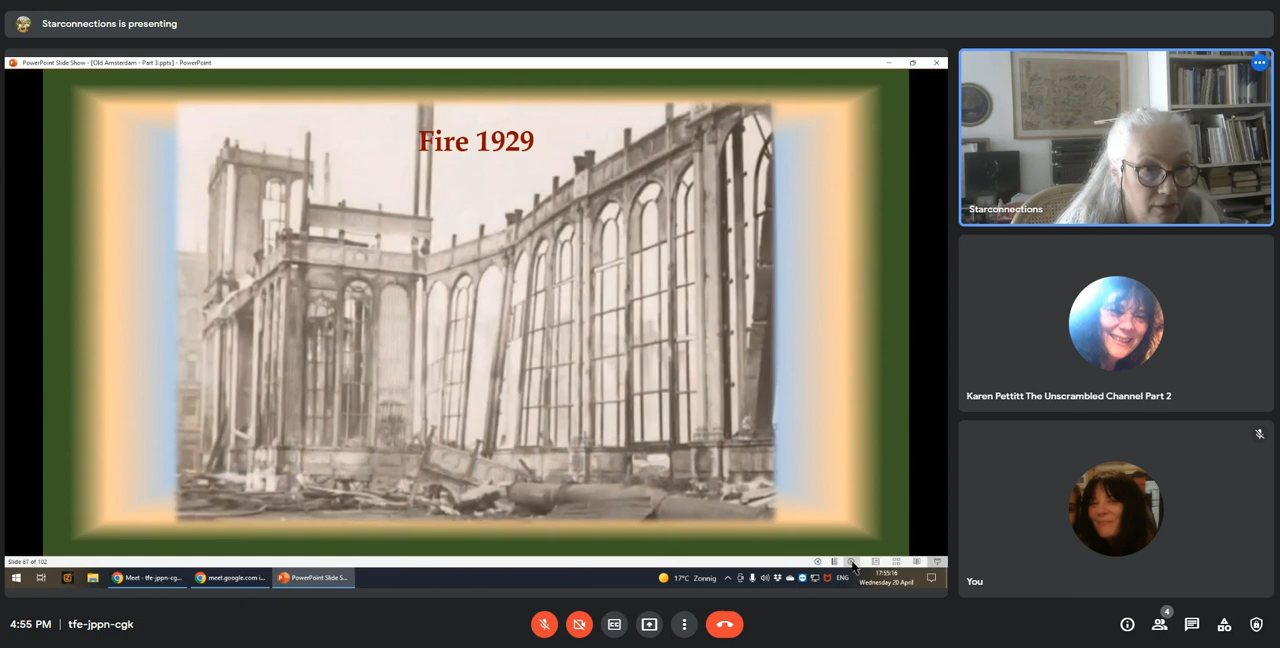 Starconnections is presenting
PowerPoint Slide Show - [Old Amsterdam - Part 3.ppts] - PowerPoint
Fire 1929
Starconnections
Karen Pettitt The Unscrambled Channel Part 2
You
Slide 67 of 102
Meet - tfe-jppn-cg...
meet.google.com i...
PowerPoint Slide S...
17°C Zonnig
ENG
17:55:16
Wednesday 20 April
4:55 PM | tfe-jppn-cgk
4